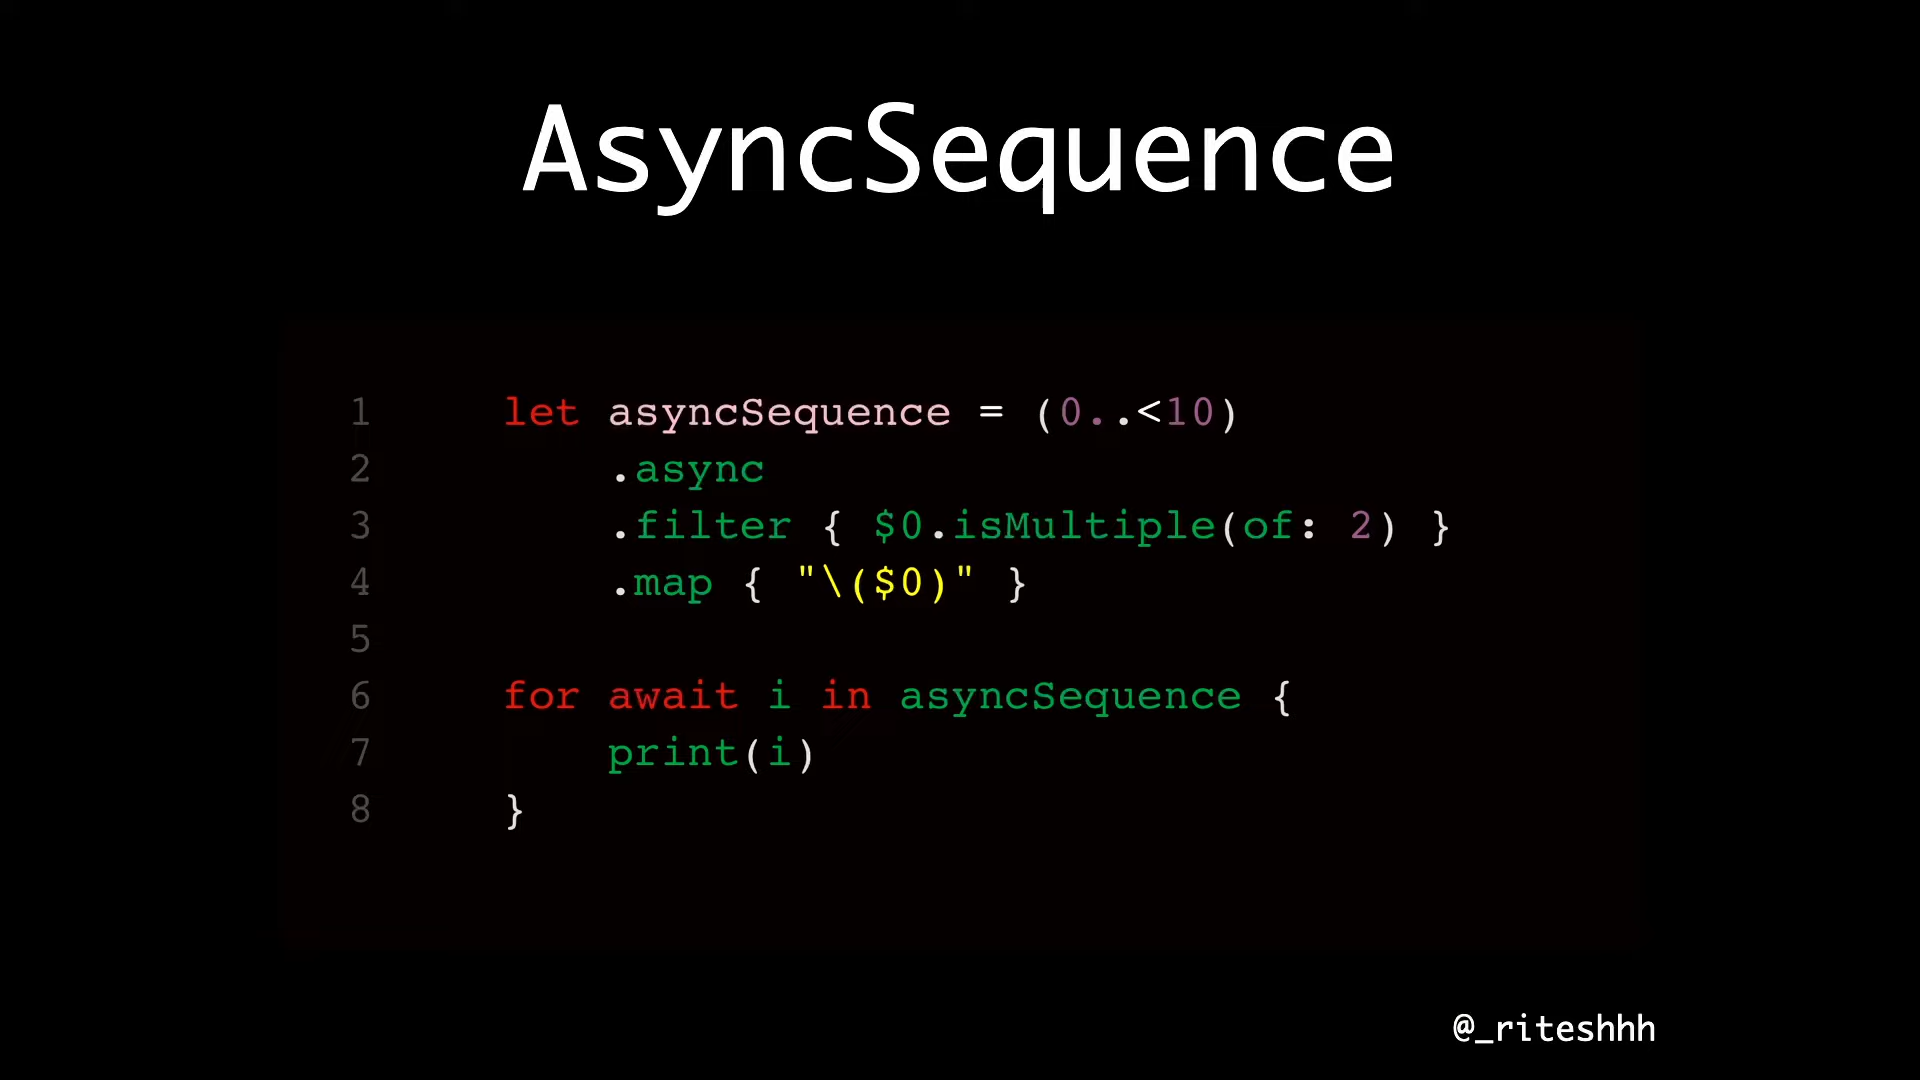 AsyncSequence
1 let asyncSequence = (0..<10)
2 .async
3 .filter { $0.isMultiple(of: 2) }
4 .map { "\($0)" }
5
6 for await i in asyncSequence {
7 print(i)
8 }
@_riteshhh